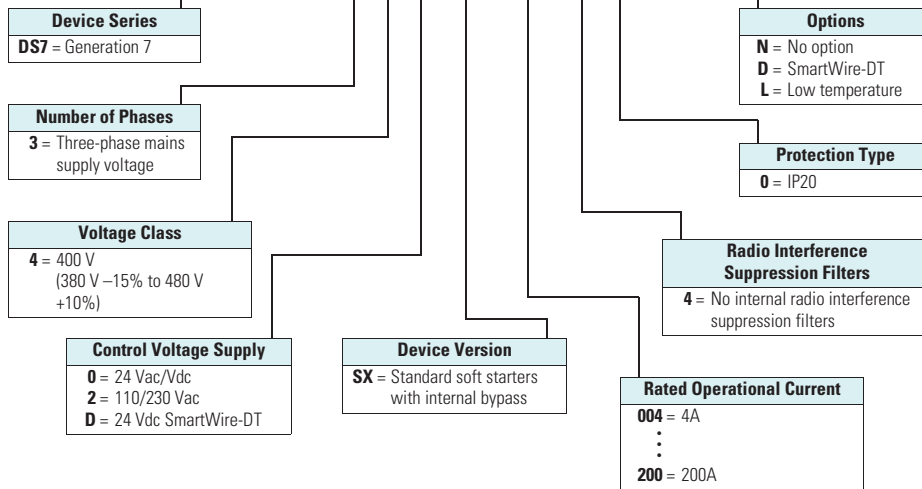 Device Series
DS7 = Generation 7
Number of Phases
3 = Three-phase mains
supply voltage
Voltage Class
4 = 400 V
(380 V –15% to 480 V
+10%)
Control Voltage Supply
0 = 24 Vac/Vdc
2 = 110/230 Vac
D = 24 Vdc SmartWire-DT
Device Version
SX = Standard soft starters
with internal bypass
Options
N = No option
D = SmartWire-DT
L = Low temperature
Protection Type
0 = IP20
Radio Interference
Suppression Filters
4 = No internal radio interference
suppression filters
Rated Operational Current
004 = 4A
200 = 200A